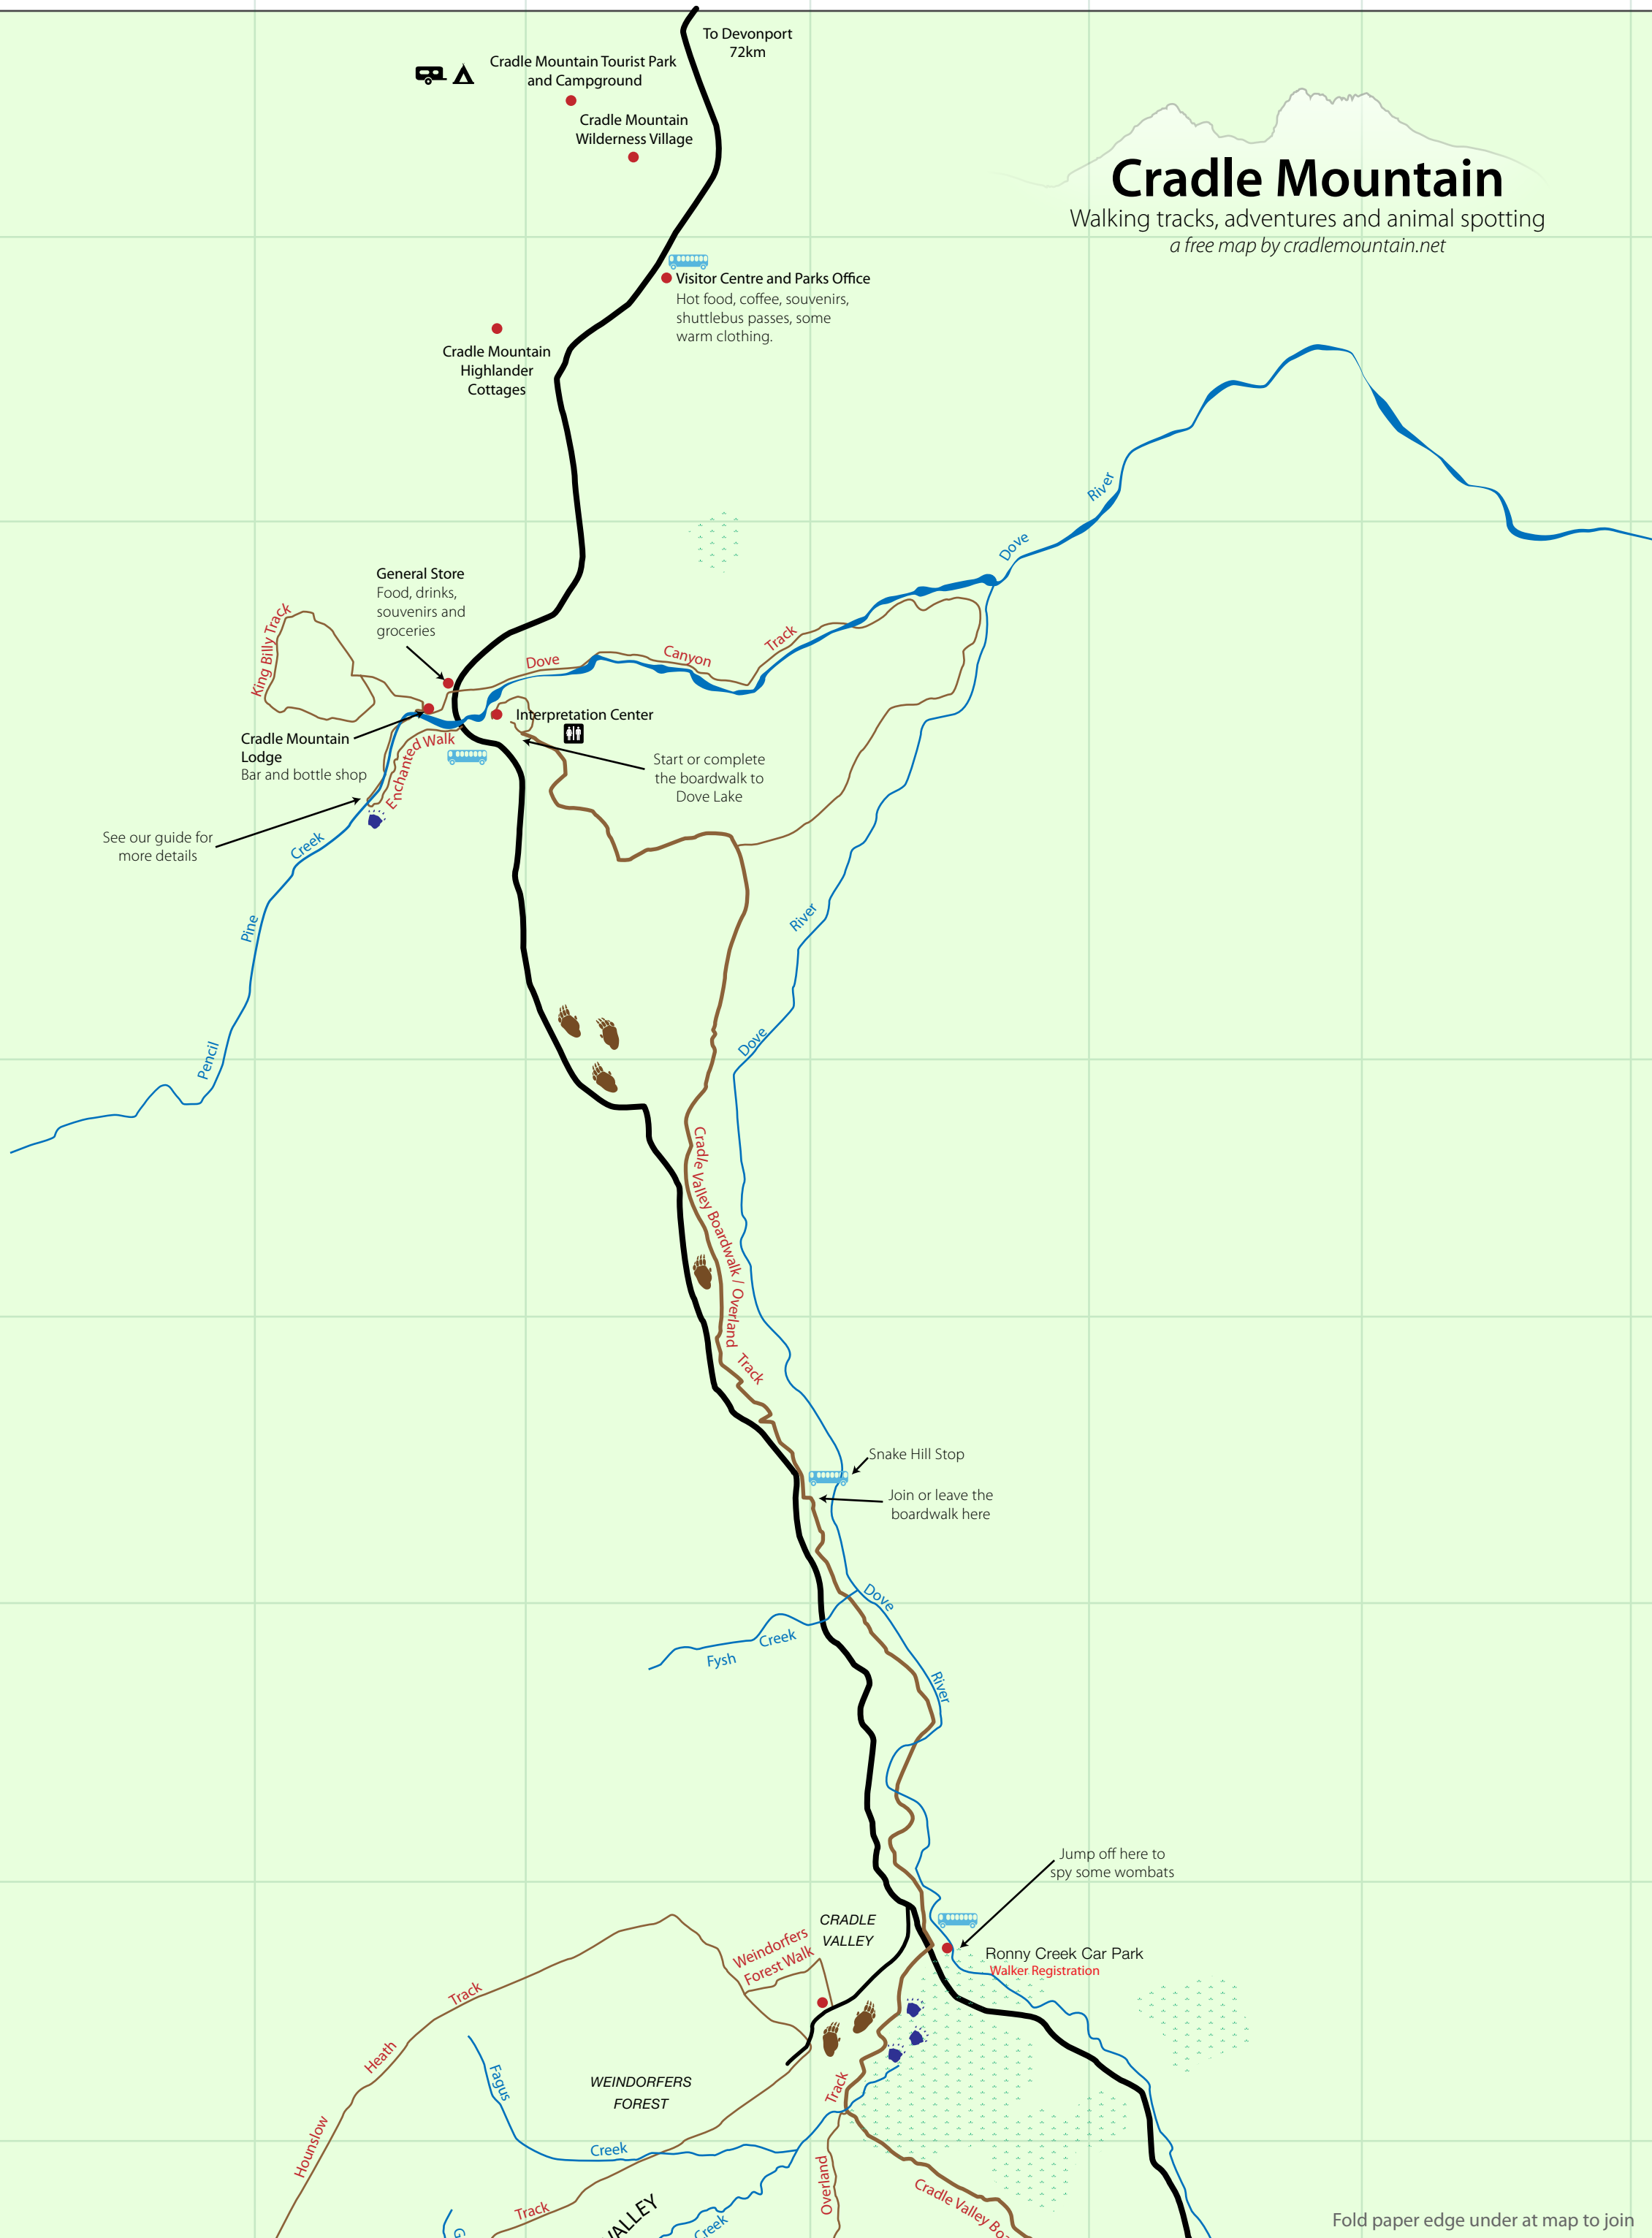 To Devonport
72km
Cradle Mountain Tourist Park
and Campground
Cradle Mountain
Wilderness Village
Cradle Mountain
Walking tracks, adventures and animal spotting
a free map by cradlemountain.net
Visitor Centre and Parks Office
Hot food, coffee, souvenirs,
shuttlebus passes, some
warm clothing.
Cradle Mountain
Highlander
Cottages
River
Dove
General Store
Food, drinks,
souvenirs and
groceries
King Billy Track
Dove
Canyon
Track
Interpretation Center
Cradle Mountain
Lodge
Bar and bottle shop
Enchanted Walk
Start or complete
the boardwalk to
Dove Lake
See our guide for
more details
Creek
Pine
Pencil
River
Dove
Cradle Valley Boardwalk / Overland
Track
Snake Hill Stop
Join or leave the
boardwalk here
Dove
River
Creek
Fysh
Jump off here to
spy some wombats
CRADLE
VALLEY
Weindorfers
Forest Walk
Ronny Creek Car Park
Walker Registration
Track
Heath
Hounslow
Fagus
Creek
WEINDORFERS
FOREST
Track
Overland
Track
VALLEY
Creek
G
Cradle Valley Boa
Fold paper edge under at map to join